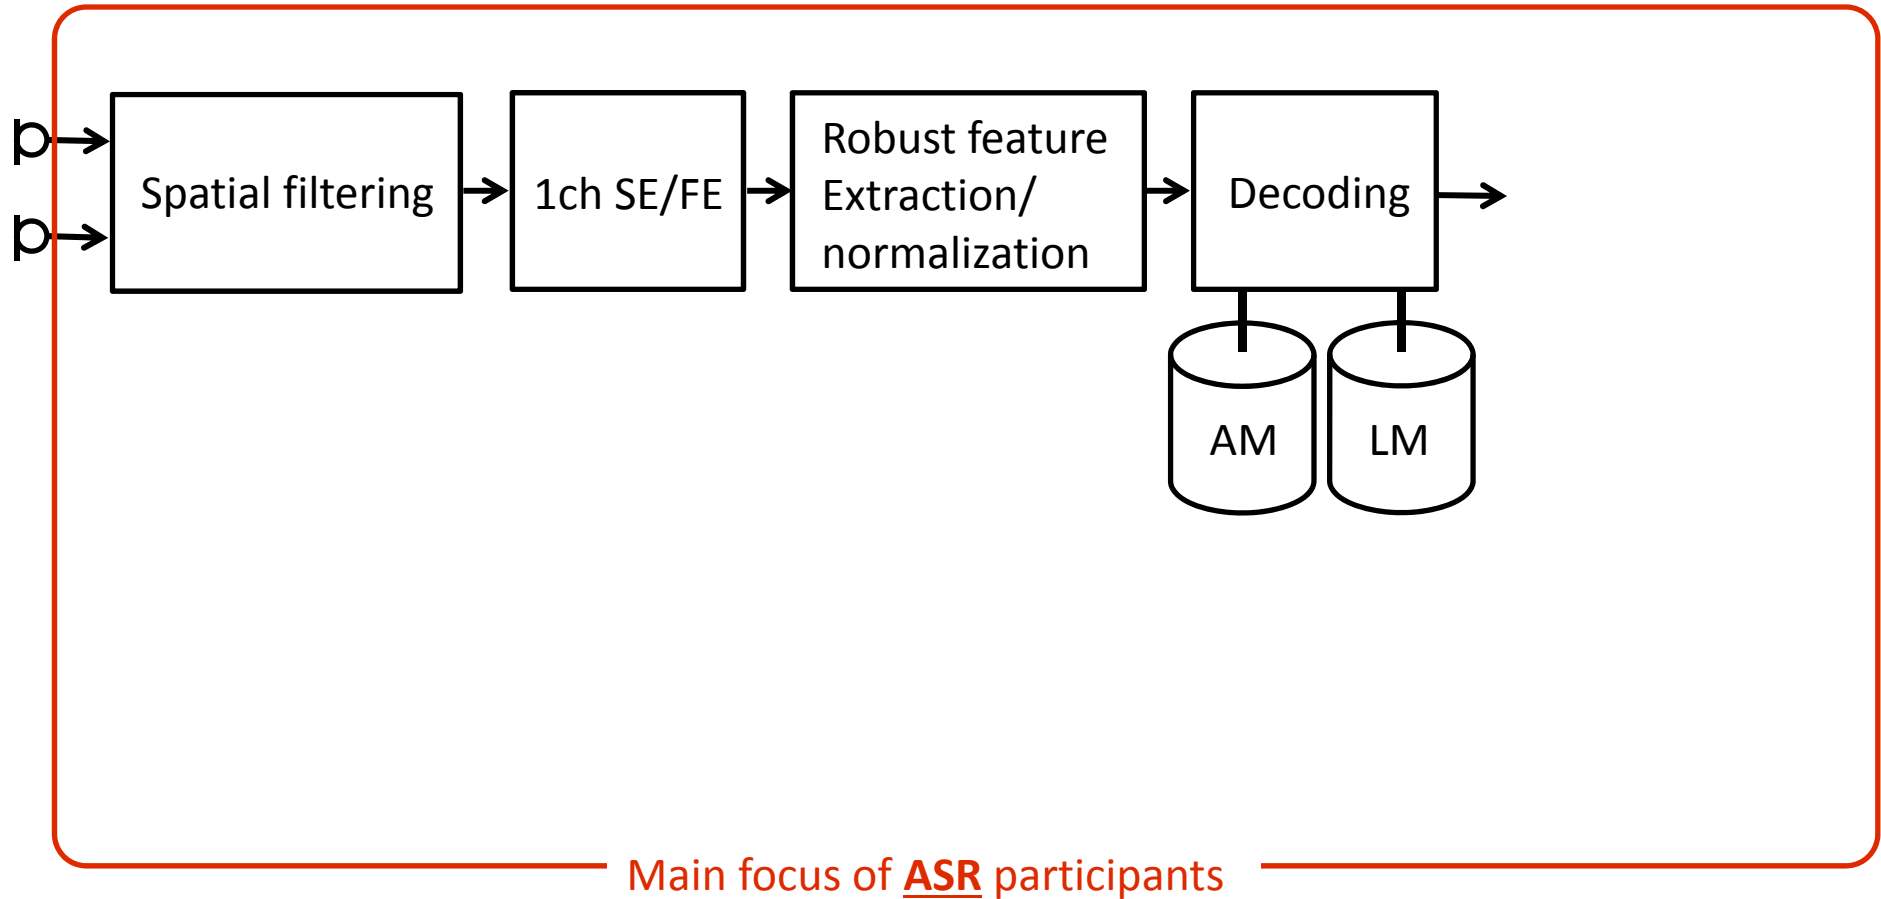 Spatial filtering
1ch SE/FE
Robust feature
Extraction/
normalization
Decoding
AM
LM
Main focus of ASR participants